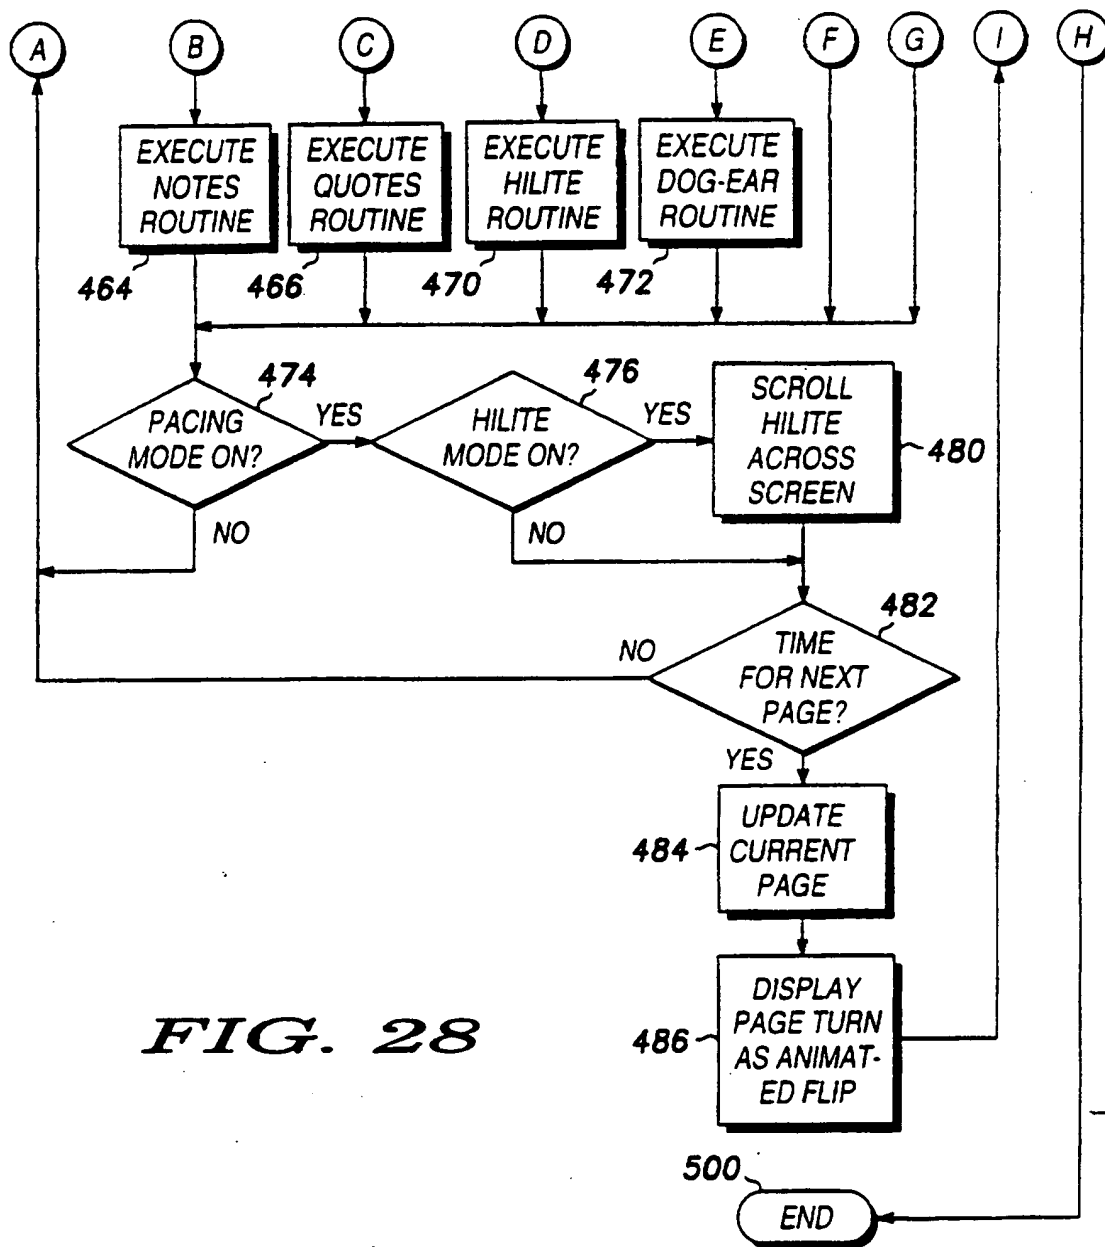 A B C D E F G I H
EXECUTE
NOTES
ROUTINE
464
EXECUTE
QUOTES
ROUTINE
466
EXECUTE
HILITE
ROUTINE
470
EXECUTE
DOG-EAR
ROUTINE
472
PACING
MODE ON?
474
YES
NO
HILITE
MODE ON?
476
YES
NO
SCROLL
HILITE
ACROSS
SCREEN
480
TIME
FOR NEXT
PAGE?
482
NO
YES
UPDATE
CURRENT
PAGE
484
DISPLAY
PAGE TURN
AS ANIMAT-
ED FLIP
486
FIG. 28
500
END